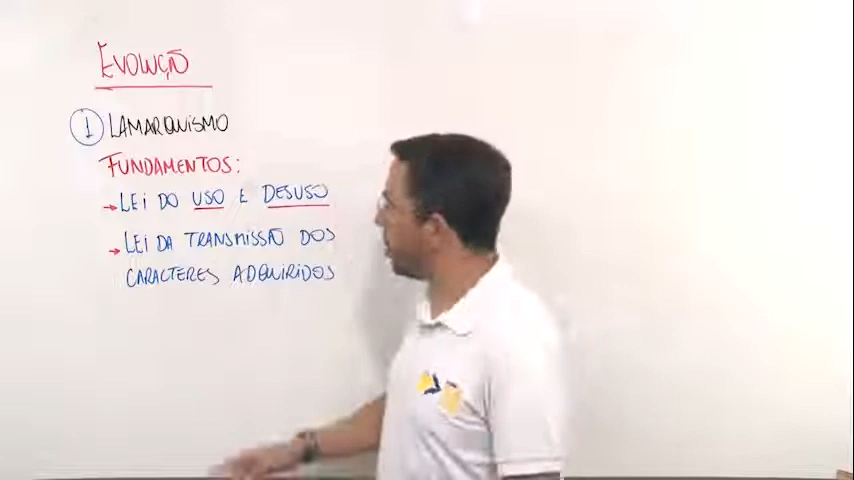 EVOLUÇÃO
1 LAMARQUISMO
FUNDAMENTOS:
→ LEI DO USO E DESUSO
→ LEI DA TRANSMISSÃO DOS
CARACTERES ADQUIRIDOS